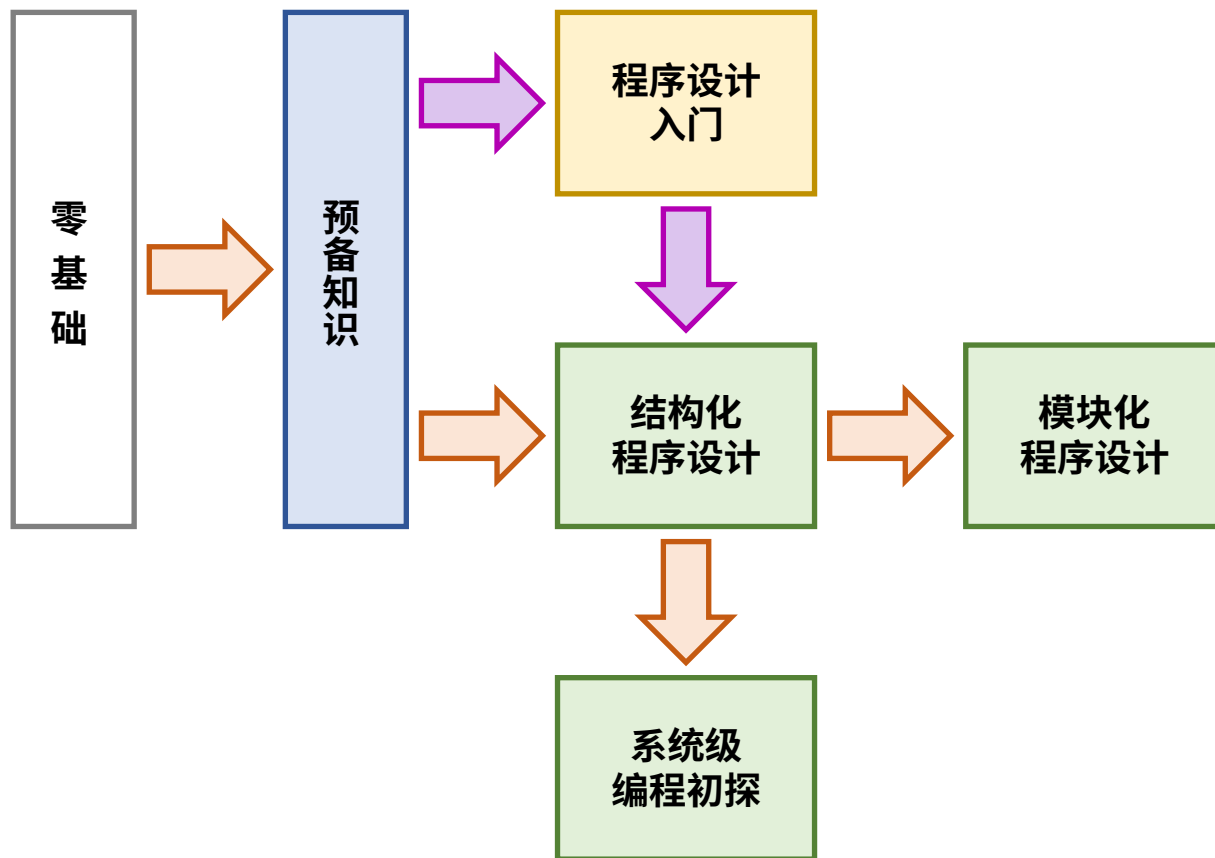 零基础
预备知识
程序设计
入门
结构化
程序设计
模块化
程序设计
系统级
编程初探